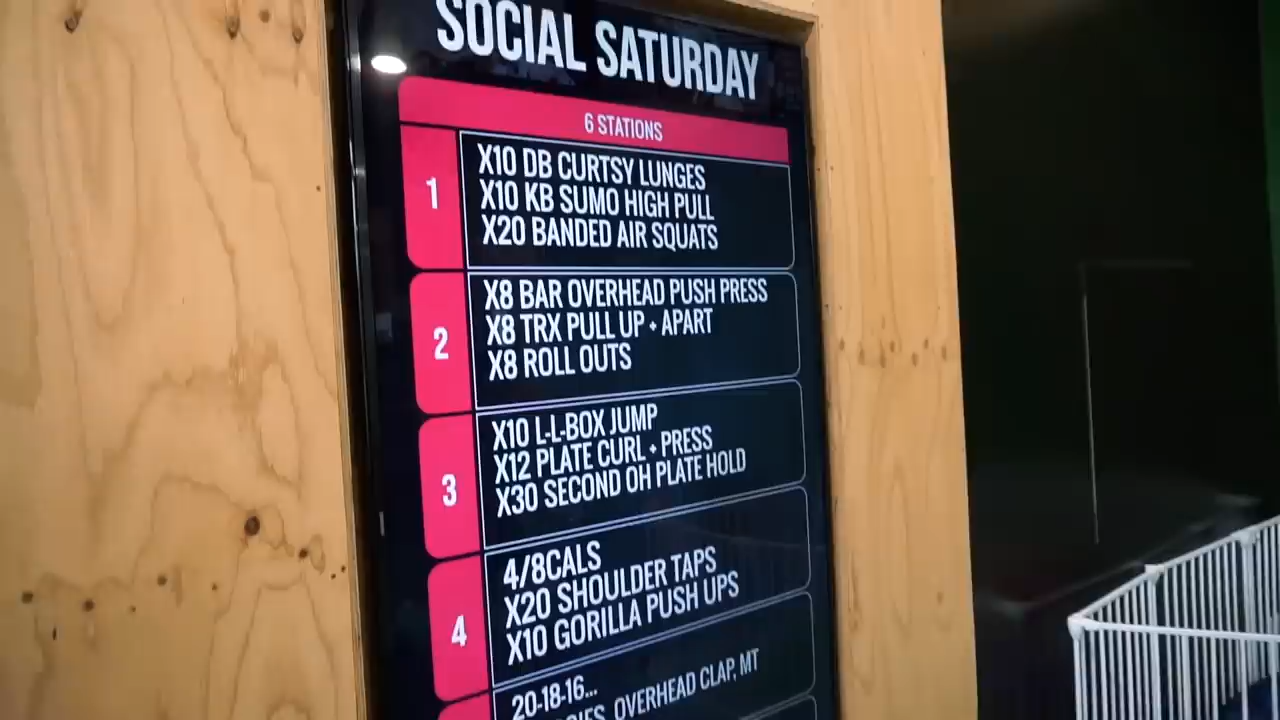 SOCIAL SATURDAY
6 STATIONS
1
X10 DB CURTSY LUNGES
X10 KB SUMO HIGH PULL
X20 BANDED AIR SQUATS
2
X8 BAR OVERHEAD PUSH PRESS
X8 TRX PULL UP + APART
X8 ROLL OUTS
3
X10 L-L-BOX JUMP
X12 PLATE CURL + PRESS
X30 SECOND OH PLATE HOLD
4
4/8CALS
X20 SHOULDER TAPS
X10 GORILLA PUSH UPS
20-18-16...
OVERHEAD CLAP, MT